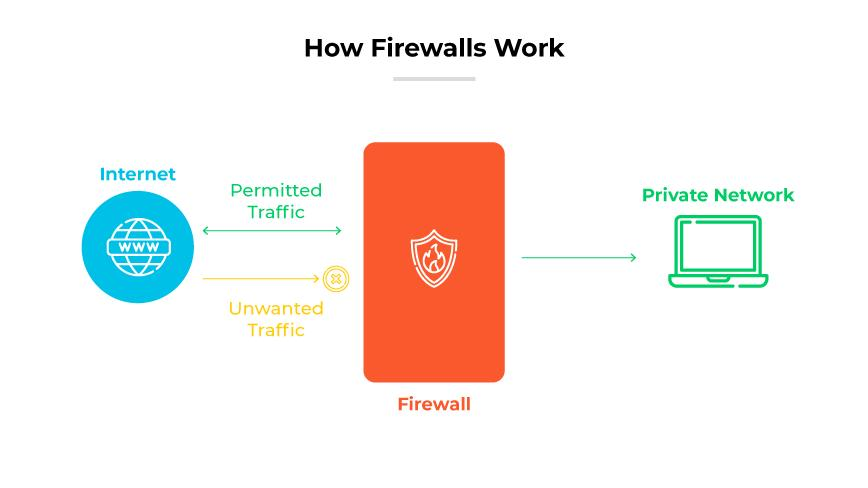 How Firewalls Work
Internet
WWW
Permitted
Traffic
Unwanted
Traffic
Firewall
Private Network